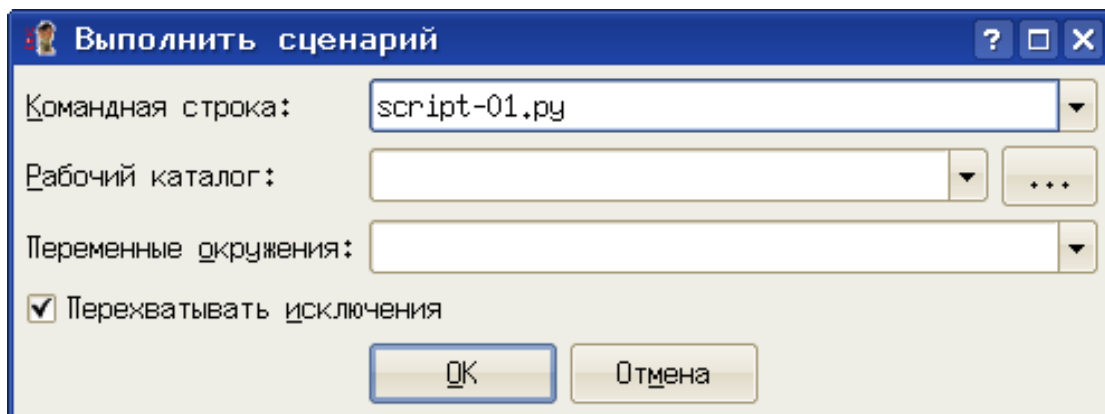 Выполнить сценарий
Командная строка: script-01.py
Рабочий каталог: ...
Переменные окружения:
Перехватывать исключения
OK Отмена